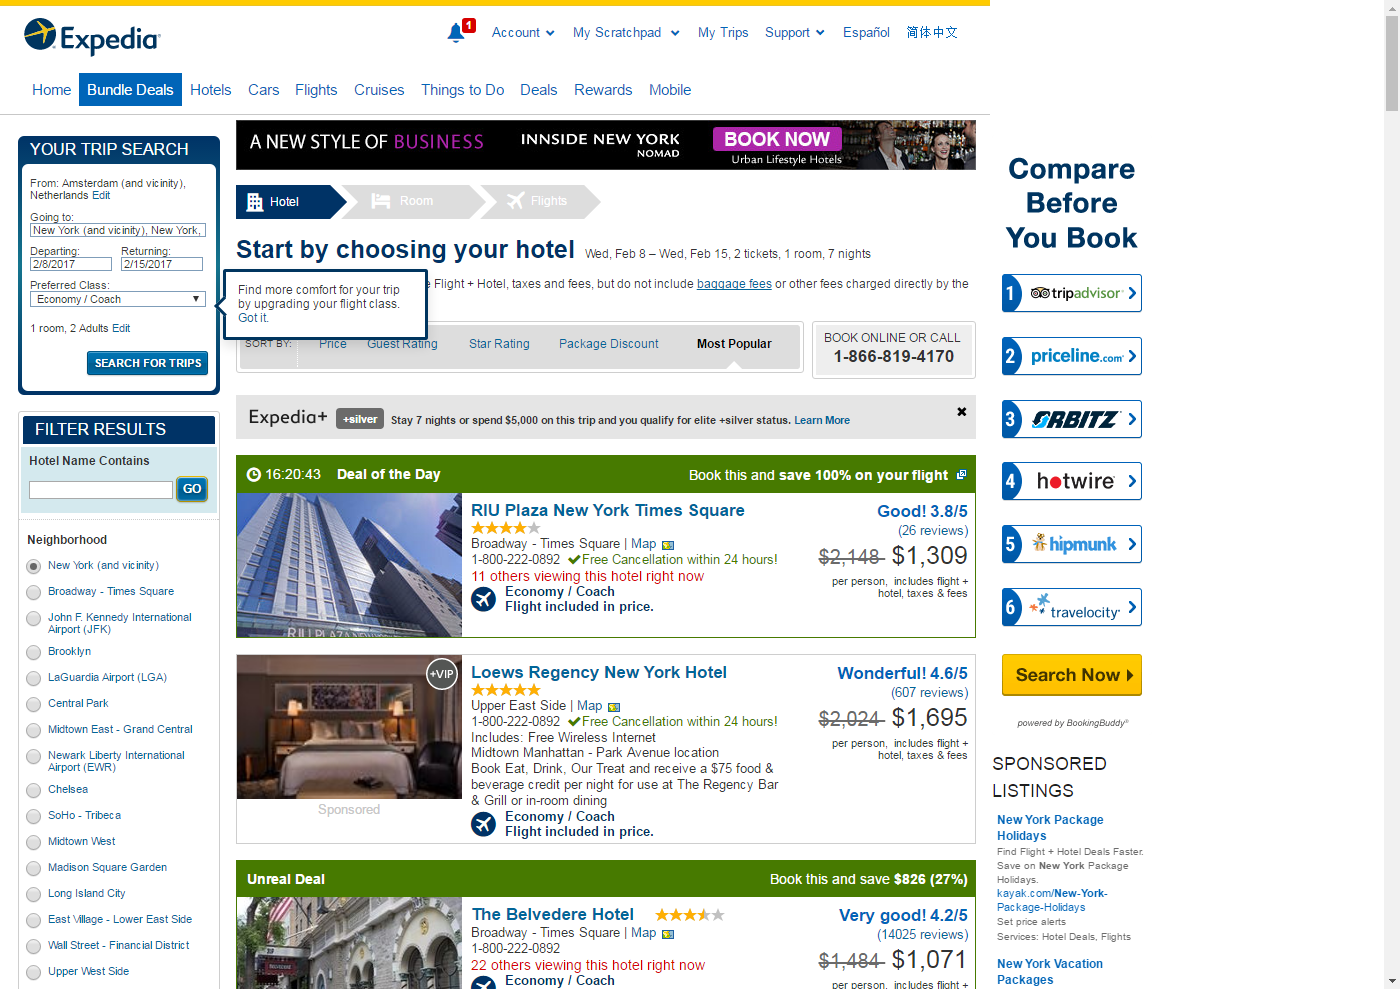 Expedia
1
Account
My Scratchpad
My Trips
Support
Español
简体中文
Home
Bundle Deals
Hotels
Cars
Flights
Cruises
Things to Do
Deals
Rewards
Mobile
YOUR TRIP SEARCH
From: Amsterdam (and vicinity),
Netherlands Edit
Going to:
New York (and vicinity), New York,
Departing:
Returning:
2/8/2017
2/15/2017
Preferred Class:
Economy / Coach
1 room, 2 Adults Edit
SEARCH FOR TRIPS
Find more comfort for your trip
by upgrading your flight class.
Got it.
FILTER RESULTS
Hotel Name Contains
GO
Neighborhood
New York (and vicinity)
Broadway - Times Square
John F. Kennedy International
Airport (JFK)
Brooklyn
LaGuardia Airport (LGA)
Central Park
Midtown East - Grand Central
Newark Liberty International
Airport (EWR)
Chelsea
SoHo - Tribeca
Midtown West
Madison Square Garden
Long Island City
East Village - Lower East Side
Wall Street - Financial District
Upper West Side
A NEW STYLE OF BUSINESS
INNSIDE NEW YORK
NOMAD
BOOK NOW
Urban Lifestyle Hotels
Hotel
Room
Flights
Start by choosing your hotel
Wed, Feb 8 – Wed, Feb 15, 2 tickets, 1 room, 7 nights
e Flight + Hotel, taxes and fees, but do not include baggage fees or other fees charged directly by the
SORT BY:
Price
Guest Rating
Star Rating
Package Discount
Most Popular
BOOK ONLINE OR CALL
1-866-819-4170
Expedia+
+silver
Stay 7 nights or spend $5,000 on this trip and you qualify for elite +silver status. Learn More
16:20:43
Deal of the Day
Book this and save 100% on your flight
RIU PLAZA NEW YORK
RIU Plaza New York Times Square
Broadway - Times Square | Map
1-800-222-0892 Free Cancellation within 24 hours!
11 others viewing this hotel right now
Economy / Coach
Flight included in price.
Good! 3.8/5
(26 reviews)
$2,148 $1,309
per person, includes flight +
hotel, taxes & fees
+VIP
Sponsored
Loews Regency New York Hotel
Upper East Side | Map
1-800-222-0892 Free Cancellation within 24 hours!
Includes: Free Wireless Internet
Midtown Manhattan - Park Avenue location
Book Eat, Drink, Our Treat and receive a $75 food &
beverage credit per night for use at The Regency Bar
& Grill or in-room dining
Economy / Coach
Flight included in price.
Wonderful! 4.6/5
(607 reviews)
$2,024 $1,695
per person, includes flight +
hotel, taxes & fees
Unreal Deal
Book this and save $826 (27%)
The Belvedere Hotel
Broadway - Times Square | Map
1-800-222-0892
22 others viewing this hotel right now
Economy / Coach
Very good! 4.2/5
(14025 reviews)
$1,484 $1,071
per person, includes flight +
Compare
Before
You Book
1 tripadvisor
2 priceline.com
3 ORBITZ
4 hotwire
5 hipmunk
6 travelocity
Search Now
powered by BookingBuddy
SPONSORED
LISTINGS
New York Package
Holidays
Find Flight + Hotel Deals Faster.
Save on New York Package
Holidays.
kayak.com/New-York-
Package-Holidays
Set price alerts
Services: Hotel Deals, Flights
New York Vacation
Packages